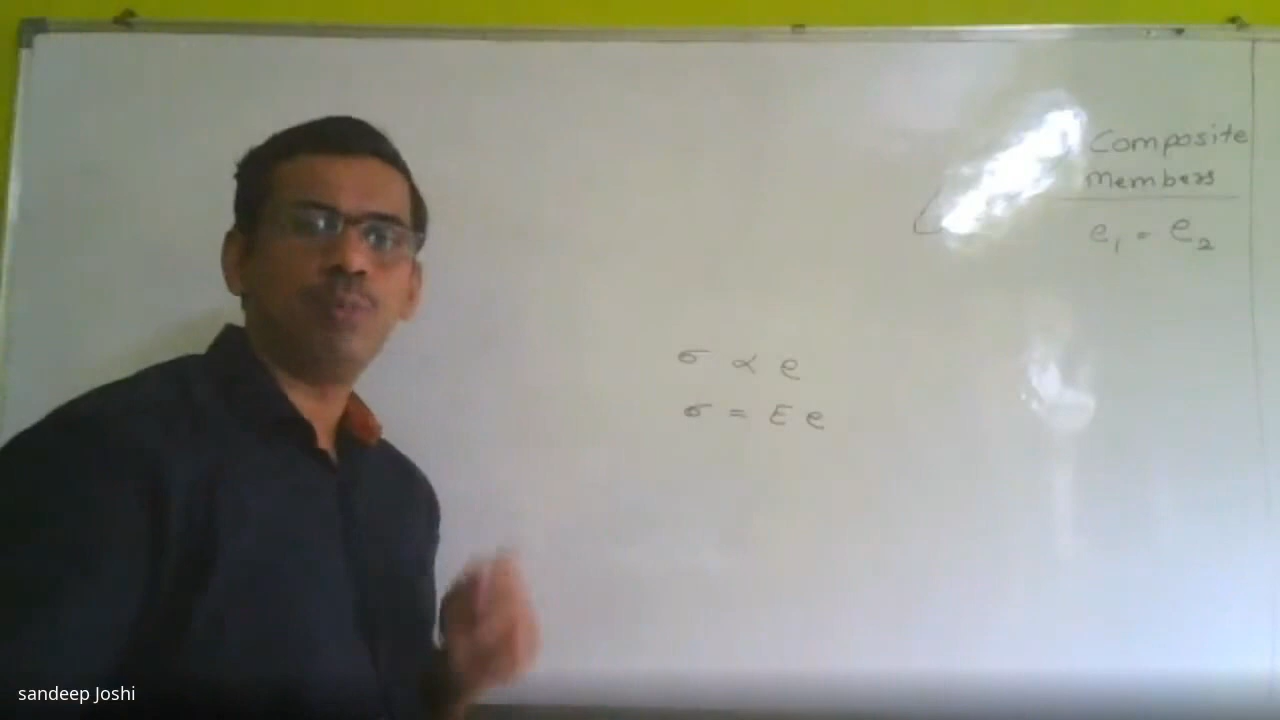 Composite
Members
e₁ = e₂
σ ∝ e
σ = E e
sandeep Joshi